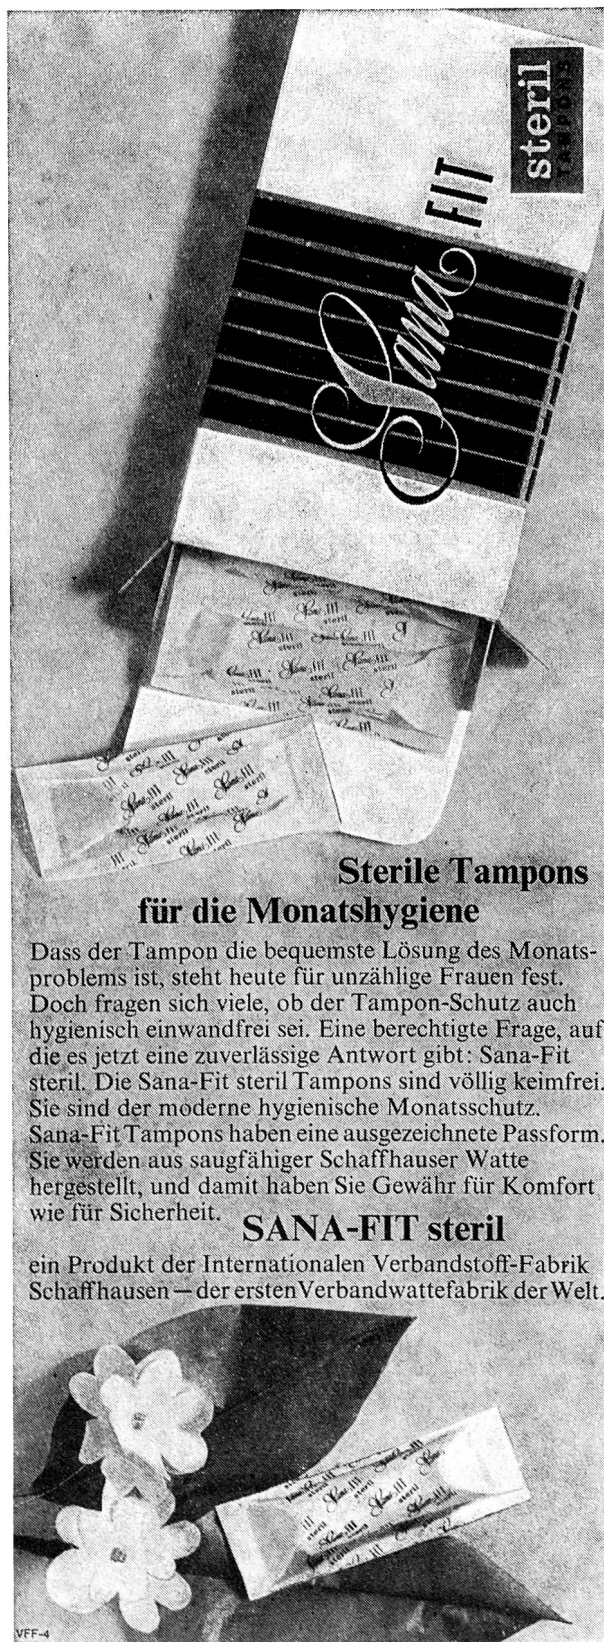 steril
TAMPONS
Sana FIT
Sterile Tampons
für die Monatshygiene
Dass der Tampon die bequemste Lösung des Monats-
problems ist, steht heute für unzählige Frauen fest.
Doch fragen sich viele, ob der Tampon-Schutz auch
hygienisch einwandfrei sei. Eine berechtigte Frage, auf
die es jetzt eine zuverlässige Antwort gibt: Sana-Fit
steril. Die Sana-Fit steril Tampons sind völlig keimfrei.
Sie sind der moderne hygienische Monatsschutz.
Sana-Fit Tampons haben eine ausgezeichnete Passform.
Sie werden aus saugfähiger Schaffhauser Watte
hergestellt, und damit haben Sie Gewähr für Komfort
wie für Sicherheit.
SANA-FIT steril
ein Produkt der Internationalen Verbandstoff-Fabrik
Schaffhausen — der ersten Verbandwattefabrik der Welt.
VFF-4